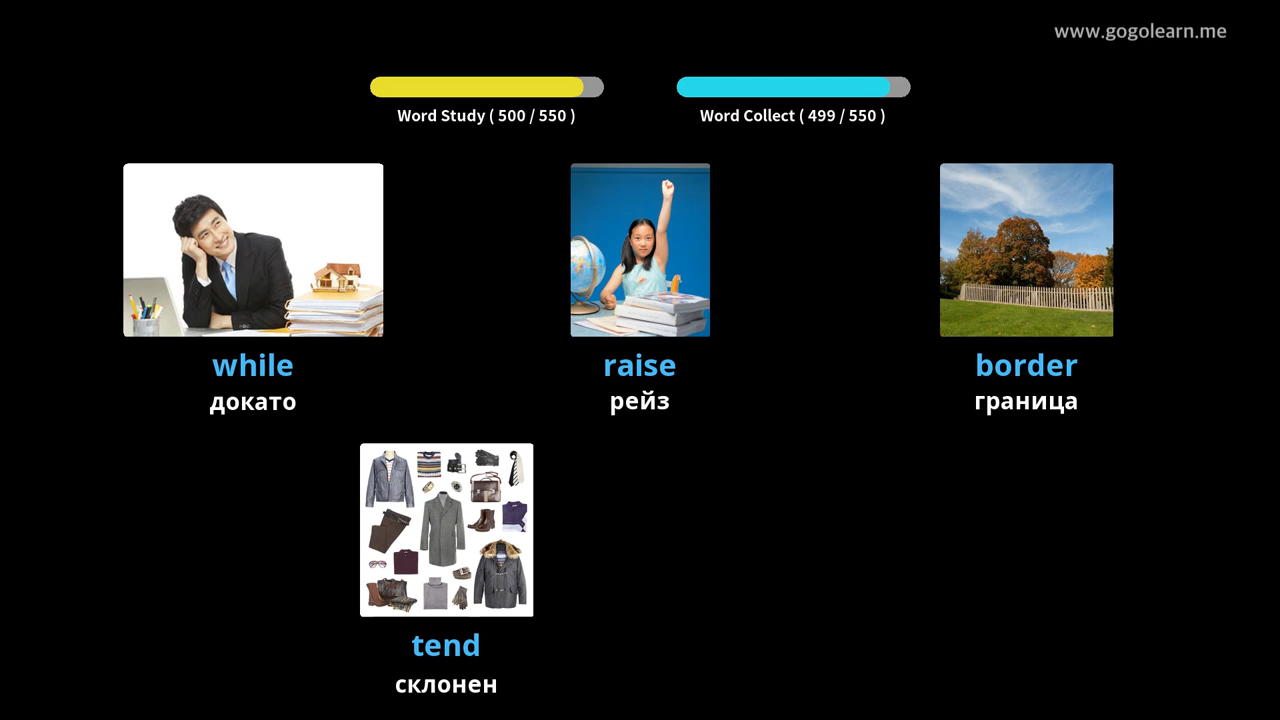 www.gogolearn.me
Word Study ( 500 / 550 )
Word Collect ( 499 / 550 )
while
докато
raise
рейз
border
граница
tend
склонен